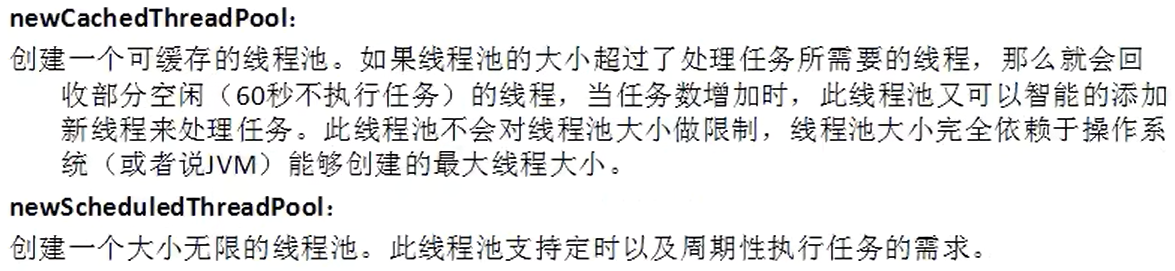 newCachedThreadPool：
创建一个可缓存的线程池。如果线程池的大小超过了处理任务所需要的线程，那么就会回
收部分空闲（60秒不执行任务）的线程，当任务数增加时，此线程池又可以智能的添加
新线程来处理任务。此线程池不会对线程池大小做限制，线程池大小完全依赖于操作系
统（或者说JVM）能够创建的最大线程大小。
newScheduledThreadPool：
创建一个大小无限的线程池。此线程池支持定时以及周期性执行任务的需求。